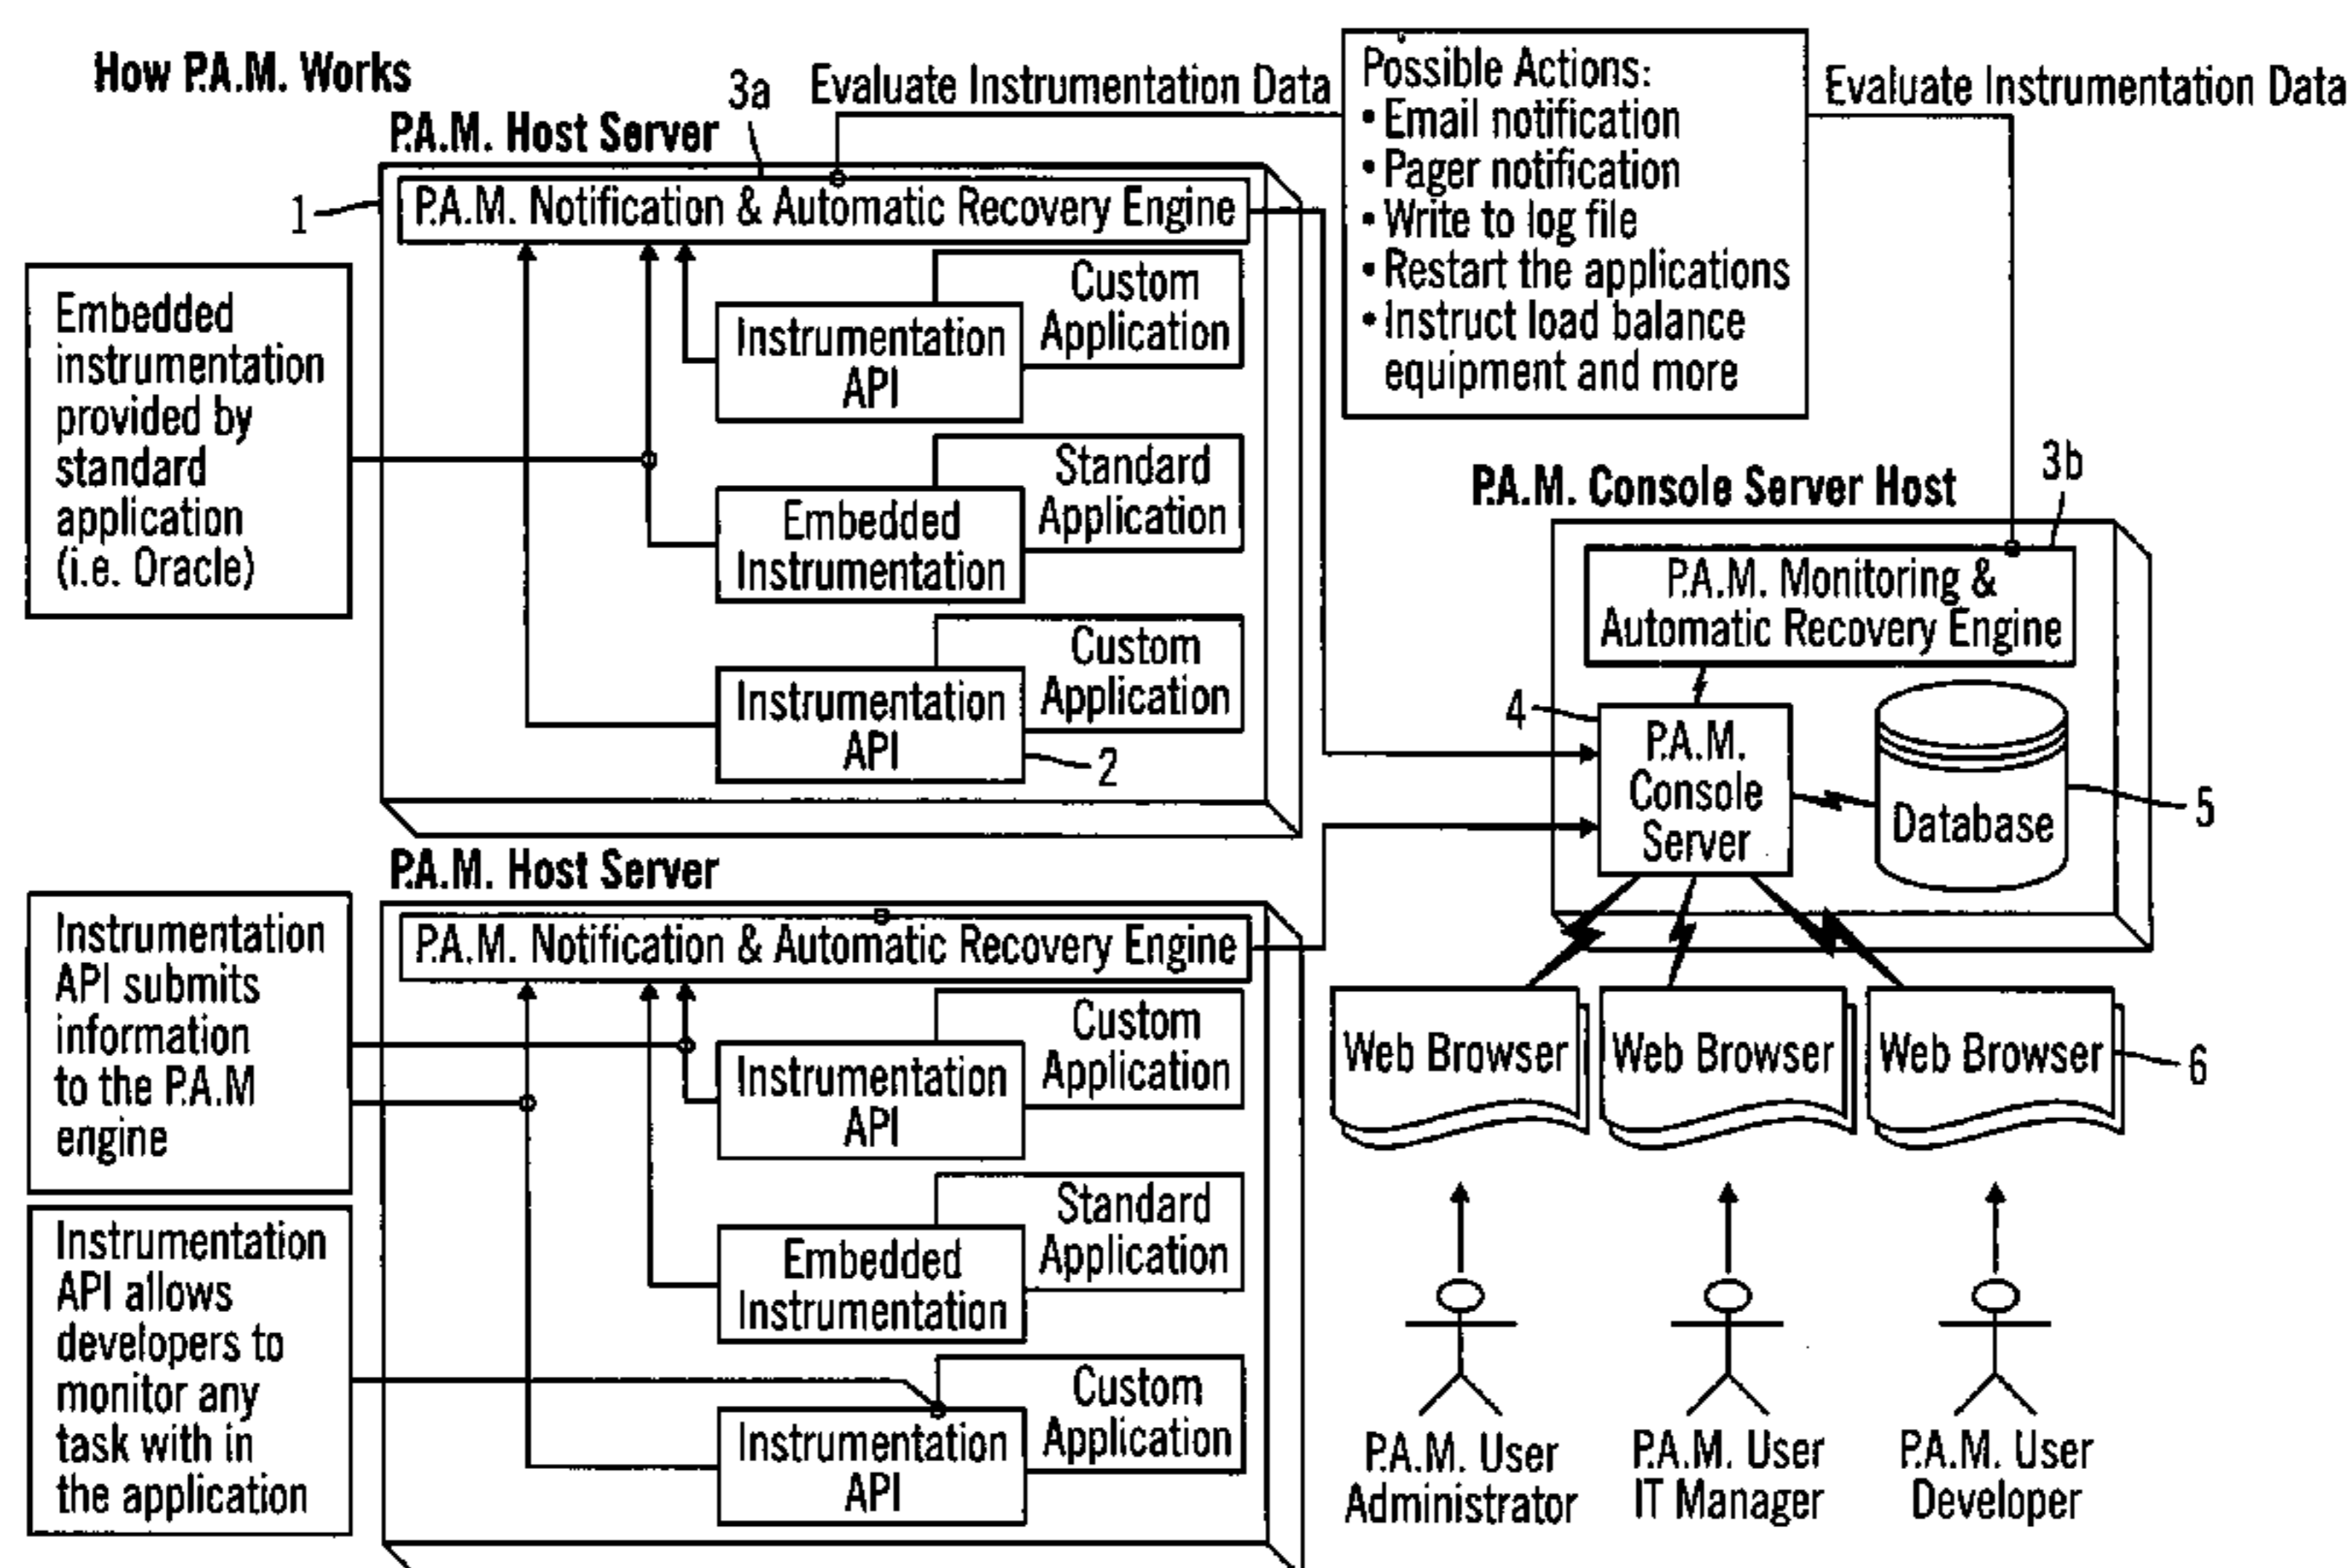 How P.A.M. Works
P.A.M. Host Server
3a
Evaluate Instrumentation Data
1
P.A.M. Notification & Automatic Recovery Engine
Custom
Application
Instrumentation
API
Standard
Application
Embedded
Instrumentation
Custom
Application
Instrumentation
API
2
Embedded
instrumentation
provided by
standard
application
(i.e. Oracle)
Possible Actions:
• Email notification
• Pager notification
• Write to log file
• Restart the applications
• Instruct load balance
equipment and more
Evaluate Instrumentation Data
P.A.M. Console Server Host
3b
P.A.M. Monitoring &
Automatic Recovery Engine
4
P.A.M.
Console
Server
Database
5
P.A.M. Host Server
P.A.M. Notification & Automatic Recovery Engine
Custom
Application
Instrumentation
API
Standard
Application
Embedded
Instrumentation
Custom
Application
Instrumentation
API
Instrumentation
API submits
information
to the P.A.M
engine
Instrumentation
API allows
developers to
monitor any
task with in
the application
Web Browser
Web Browser
Web Browser
6
P.A.M. User
Administrator
P.A.M. User
IT Manager
P.A.M. User
Developer